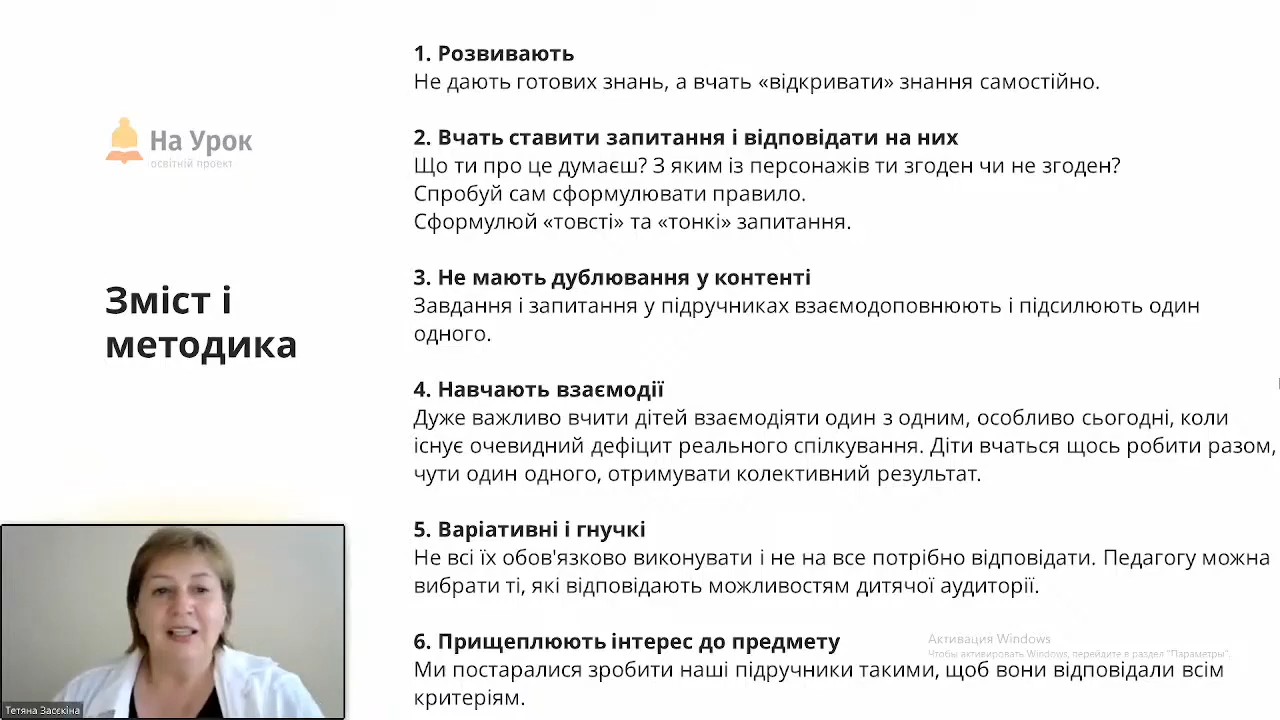 На Урок
освітній проект
Зміст і
методика
1. Розвивають
Не дають готових знань, а вчать «відкривати» знання самостійно.
2. Вчать ставити запитання і відповідати на них
Що ти про це думаєш? З яким із персонажів ти згоден чи не згоден?
Спробуй сам сформулювати правило.
Сформулюй «товсті» та «тонкі» запитання.
3. Не мають дублювання у контенті
Завдання і запитання у підручниках взаємодоповнюють і підсилюють один
одного.
4. Навчають взаємодії
Дуже важливо вчити дітей взаємодіяти один з одним, особливо сьогодні, коли
існує очевидний дефіцит реального спілкування. Діти вчаться щось робити разом,
чути один одного, отримувати колективний результат.
5. Варіативні і гнучкі
Не всі їх обов'язково виконувати і не на все потрібно відповідати. Педагогу можна
вибрати ті, які відповідають можливостям дитячої аудиторії.
6. Прищеплюють інтерес до предмету
Ми постаралися зробити наші підручники такими, щоб вони відповідали всім
критеріям.
Активация Windows
Чтобы активировать Windows, перейдите в раздел "Параметры".
Тетяна Засєкіна